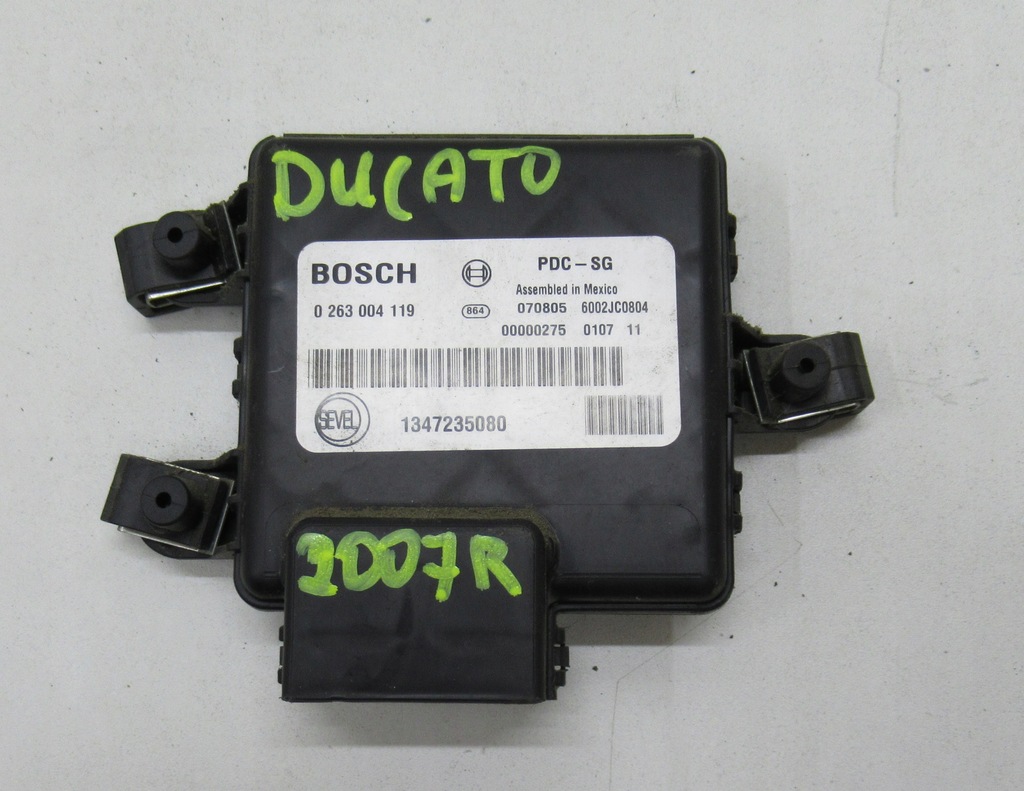 DUCATO
BOSCH PDC-SG
Assembled in Mexico
0 263 004 119 864 070805 6002JC0804
00000275 0107 11
SEVEL 1347235080
2007R